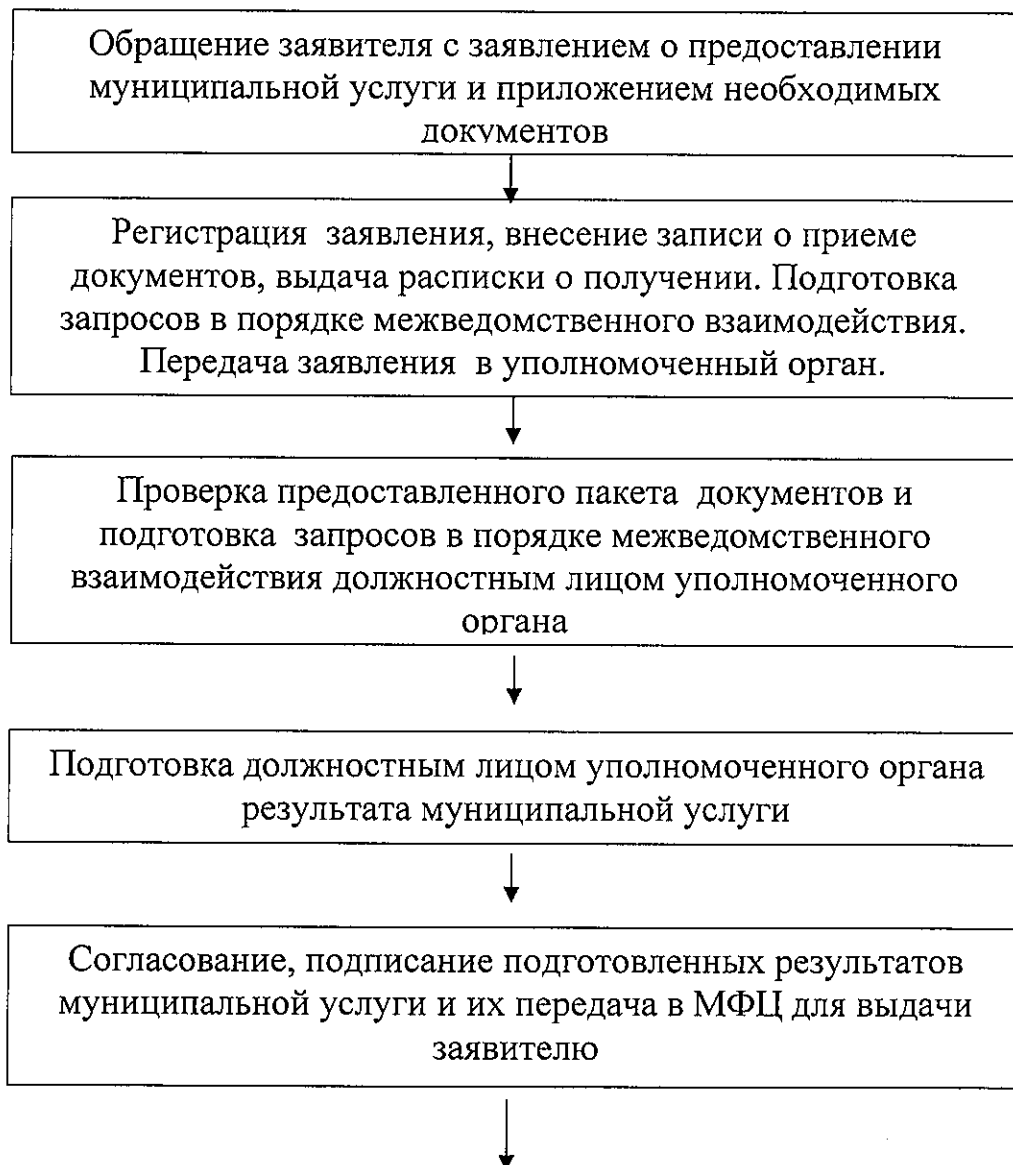 Обращение заявителя с заявлением о предоставлении
муниципальной услуги и приложением необходимых
документов
Регистрация заявления, внесение записи о приеме
документов, выдача расписки о получении. Подготовка
запросов в порядке межведомственного взаимодействия.
Передача заявления в уполномоченный орган.
Проверка предоставленного пакета документов и
подготовка запросов в порядке межведомственного
взаимодействия должностным лицом уполномоченного
органа
Подготовка должностным лицом уполномоченного органа
результата муниципальной услуги
Согласование, подписание подготовленных результатов
муниципальной услуги и их передача в МФЦ для выдачи
заявителю